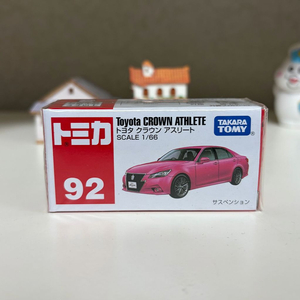 トミカ
92
Toyota CROWN ATHLETE
トヨタ クラウン アスリート
SCALE 1/66
TAKARA
TOMY
サスペンション